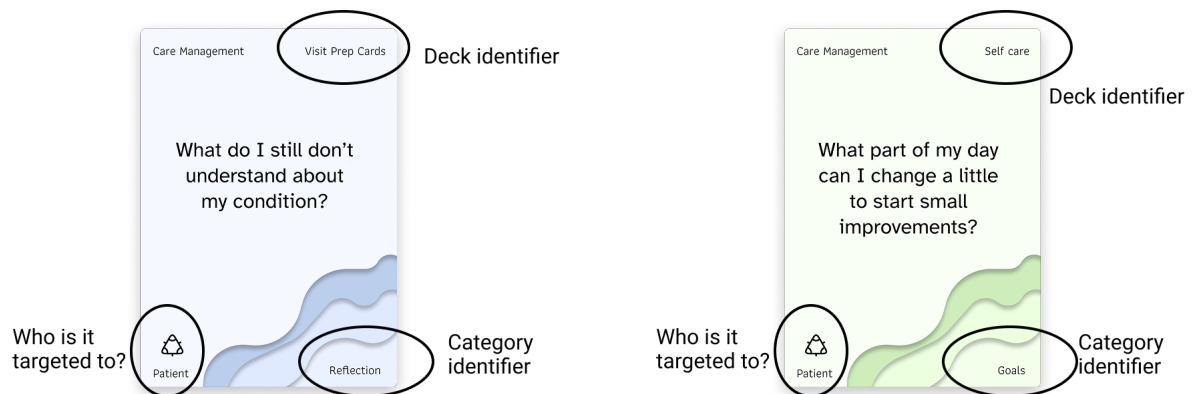 Care Management
Visit Prep Cards
Deck identifier
What do I still don't
understand about
my condition?
Who is it
targeted to?
Patient
Reflection
Category
identifier
Care Management
Self care
Deck identifier
What part of my day
can I change a little
to start small
improvements?
Who is it
targeted to?
Patient
Goals
Category
identifier